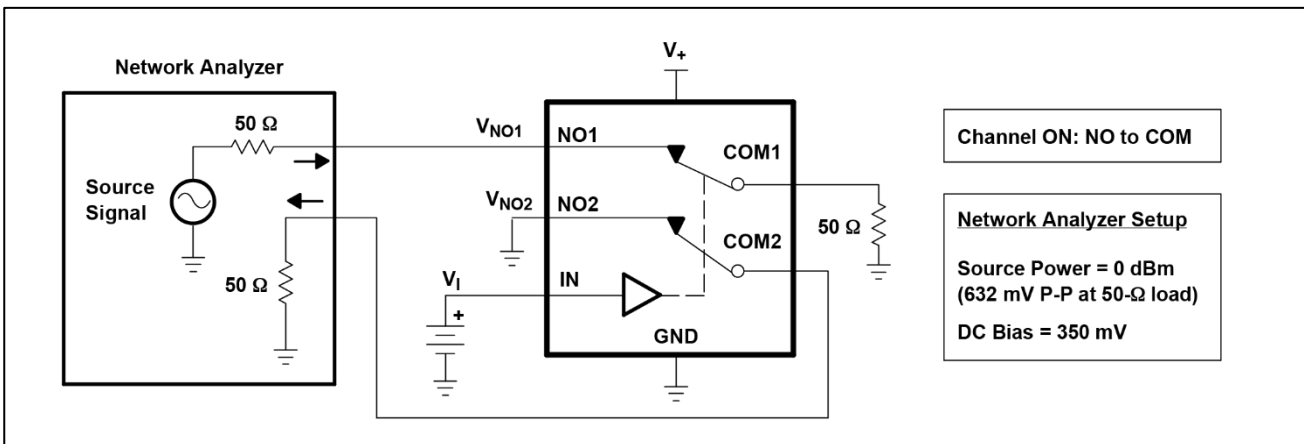 Network Analyzer
50 Ω
Source
Signal
50 Ω
V+
VNO1
NO1
COM1
VNO2
NO2
COM2
50 Ω
VI
IN
+
GND
Channel ON: NO to COM
Network Analyzer Setup
Source Power = 0 dBm
(632 mV P-P at 50-Ω load)
DC Bias = 350 mV